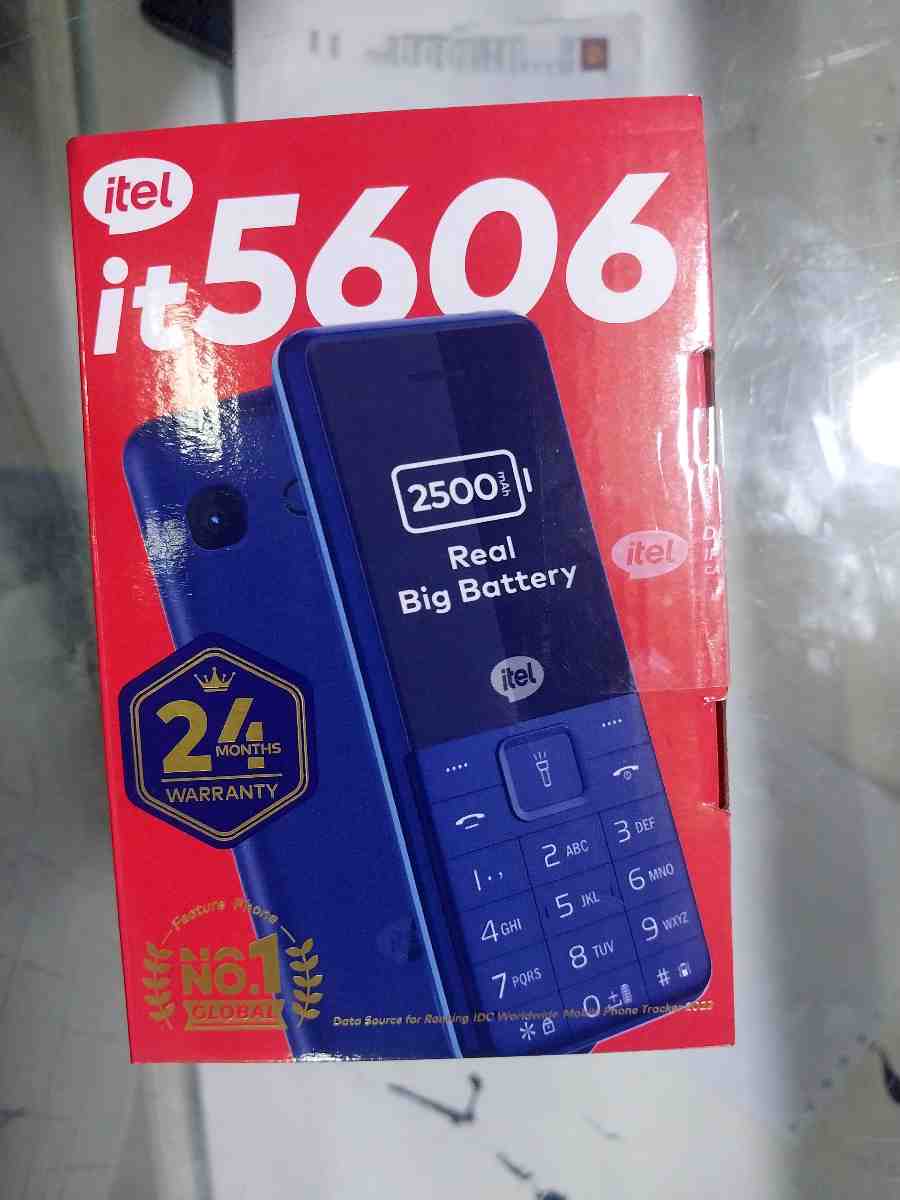 itel
it5606
2500mAh
Real
Big Battery
itel
itel
24
MONTHS
WARRANTY
1 . ,
2 ABC
3 DEF
4 GHI
5 JKL
6 MNO
7 PQRS
8 TUV
9 WXYZ
*
0 ±
#
Feature Phone
NO.1
GLOBAL
Data Source for Ranking IDC Worldwide Mobile Phone Tracker 2023